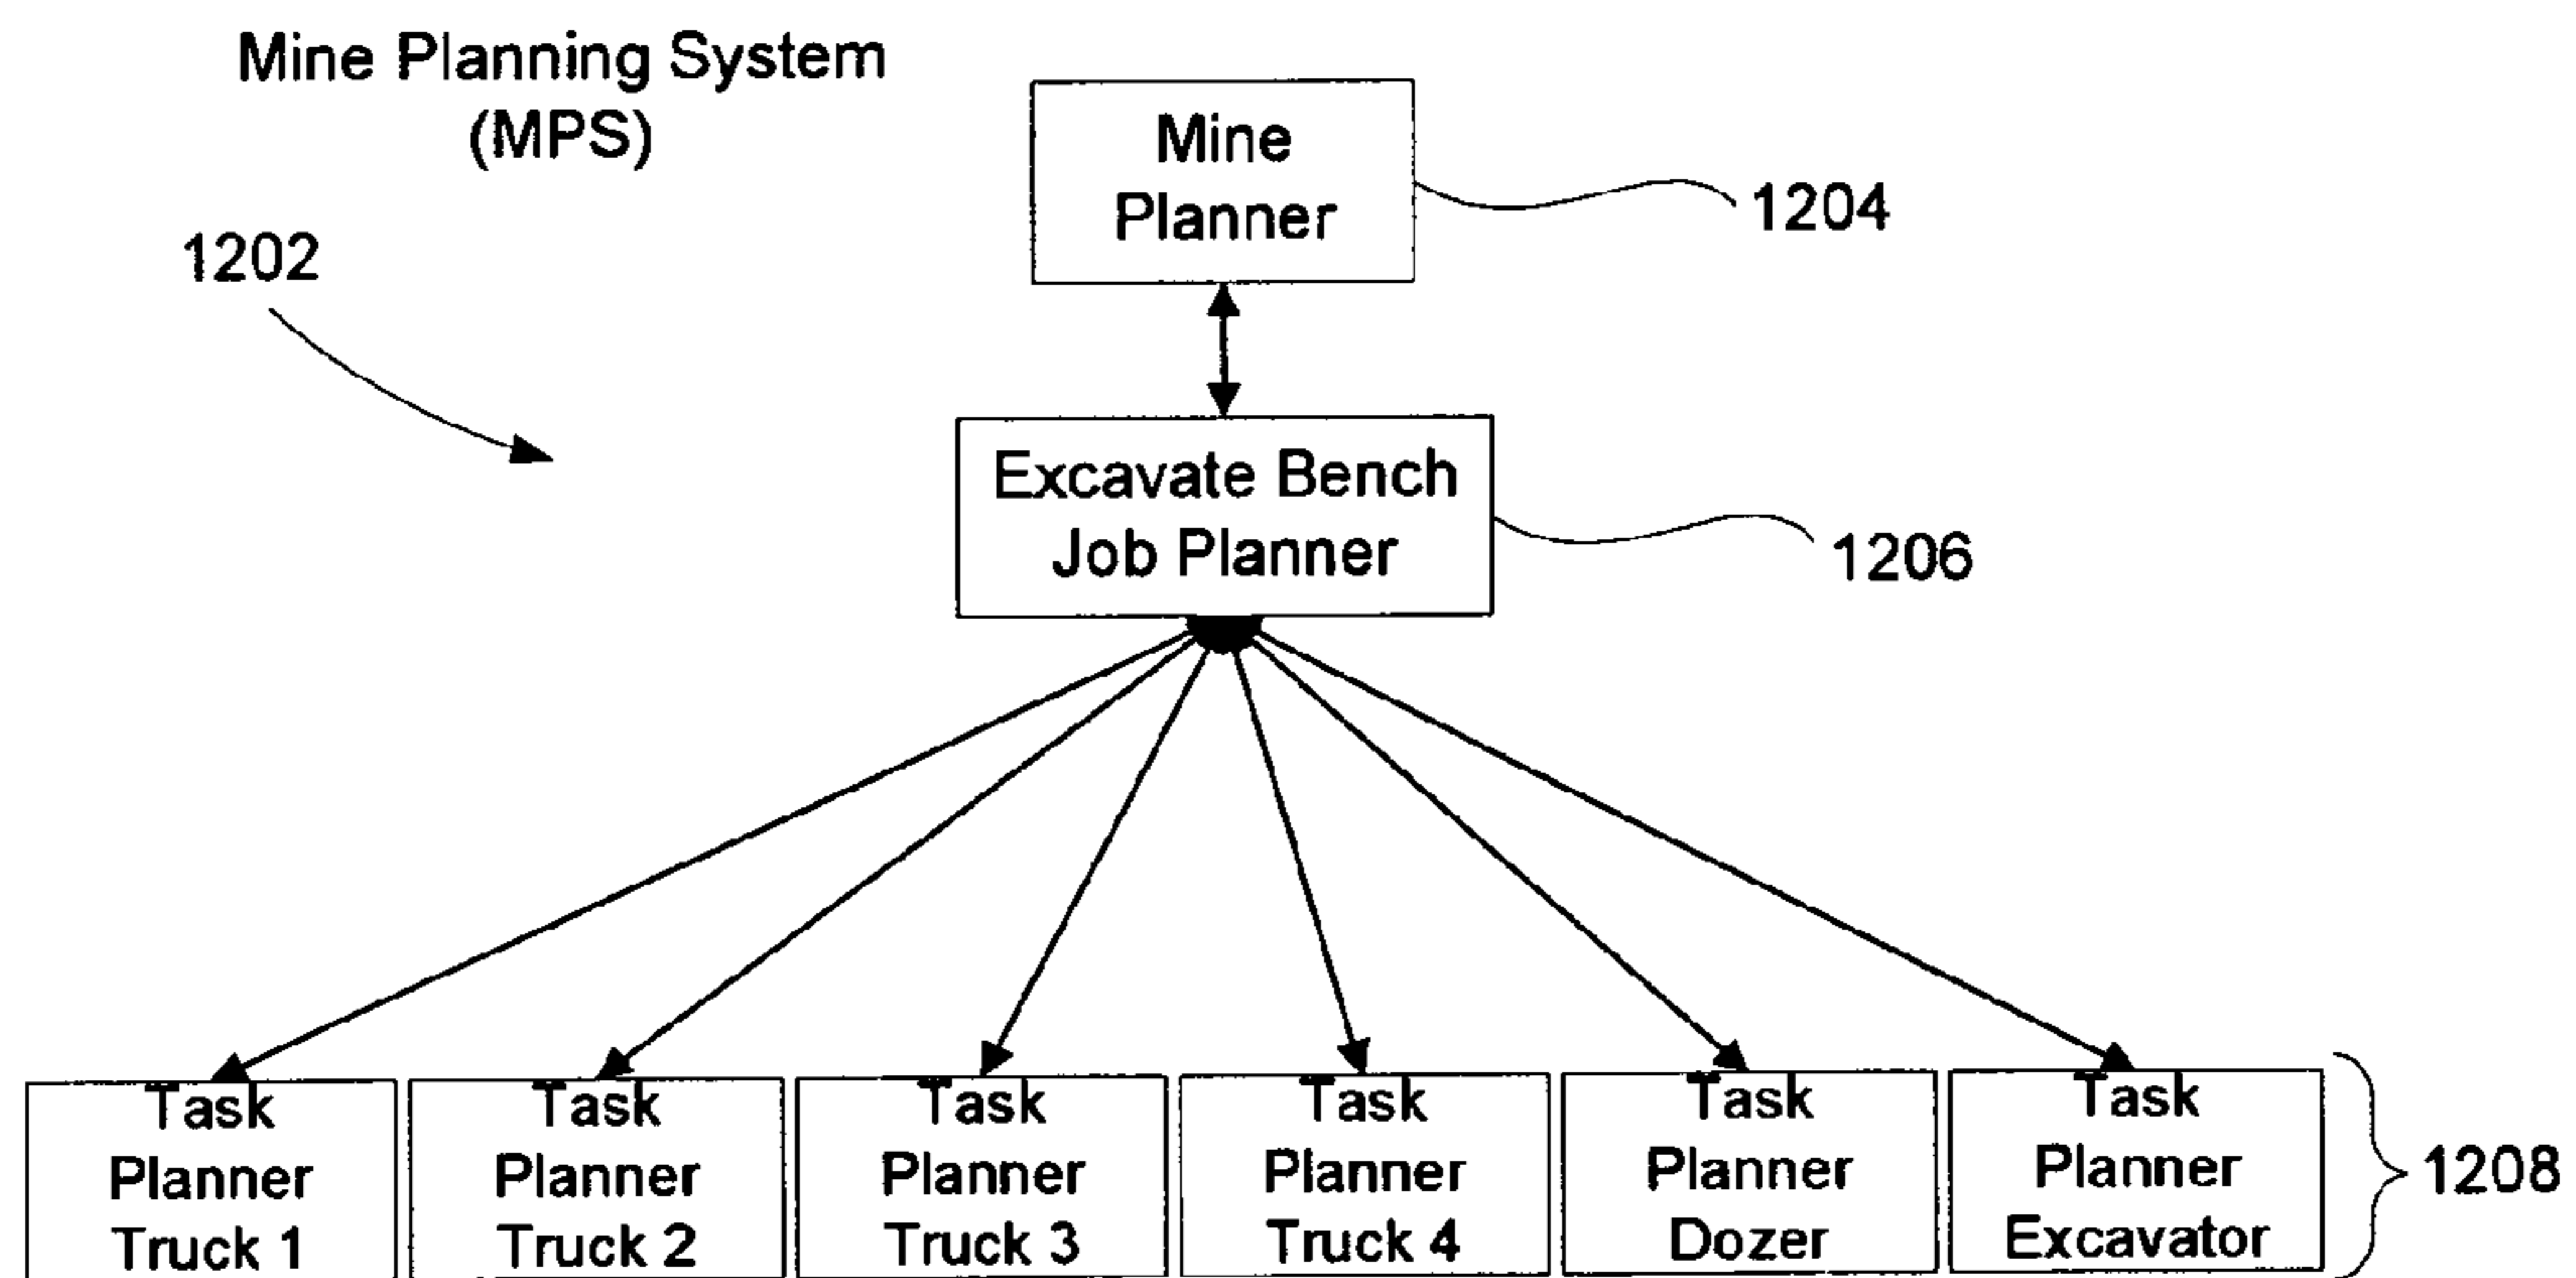 Mine Planning System
(MPS)
1202
Mine
Planner
1204
Excavate Bench
Job Planner
1206
Task
Planner
Truck 1
Task
Planner
Truck 2
Task
Planner
Truck 3
Task
Planner
Truck 4
Task
Planner
Dozer
Task
Planner
Excavator
1208